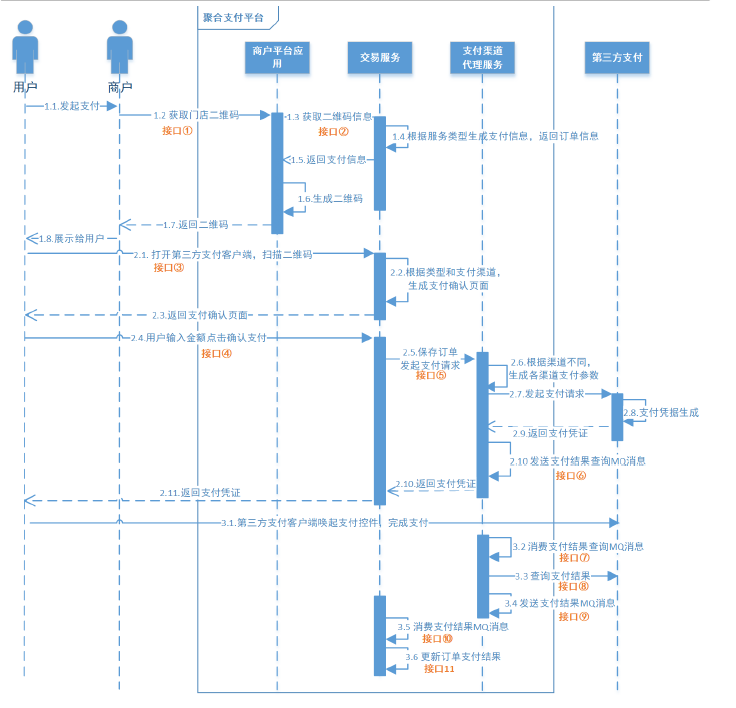 聚合支付平台
商户平台应
用
交易服务
支付渠道
代理服务
第三方支付
用户
商户
1.1.发起支付
1.2 获取门店二维码
接口①
1.3 获取二维码信息
接口②
1.4.根据服务类型生成支付信息，返回订单信息
1.5.返回支付信息
1.6.生成二维码
1.7.返回二维码
1.8.展示给用户
2.1. 打开第三方支付客户端，扫描二维码
接口③
2.2.根据类型和支付渠道，
生成支付确认页面
2.3.返回支付确认页面
2.4.用户输入金额点击确认支付
接口④
2.5.保存订单
发起支付请求
接口⑤
2.6.根据渠道不同，
生成各渠道支付参数
2.7.发起支付请求
2.8.支付凭据生成
2.9.返回支付凭证
2.10 发送支付结果查询MQ消息
接口⑥
2.10.返回支付凭证
2.11.返回支付凭证
3.1.第三方支付客户端唤起支付控件，完成支付
3.2 消费支付结果查询MQ消息
接口⑦
3.3 查询支付结果
接口⑧
3.4 发送支付结果MQ消息
接口⑨
3.5 消费支付结果MQ消息
接口⑩
3.6 更新订单支付结果
接口11